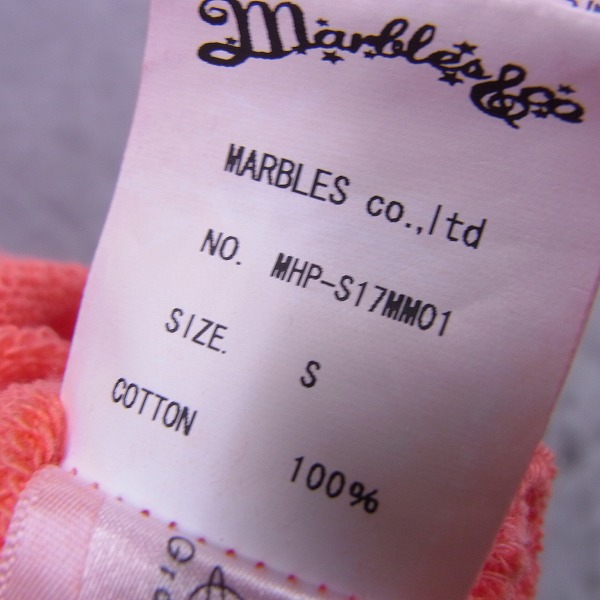 Marbles & co
MARBLES co.,ltd
NO. MHP-S17MM01
SIZE. S
COTTON 100%